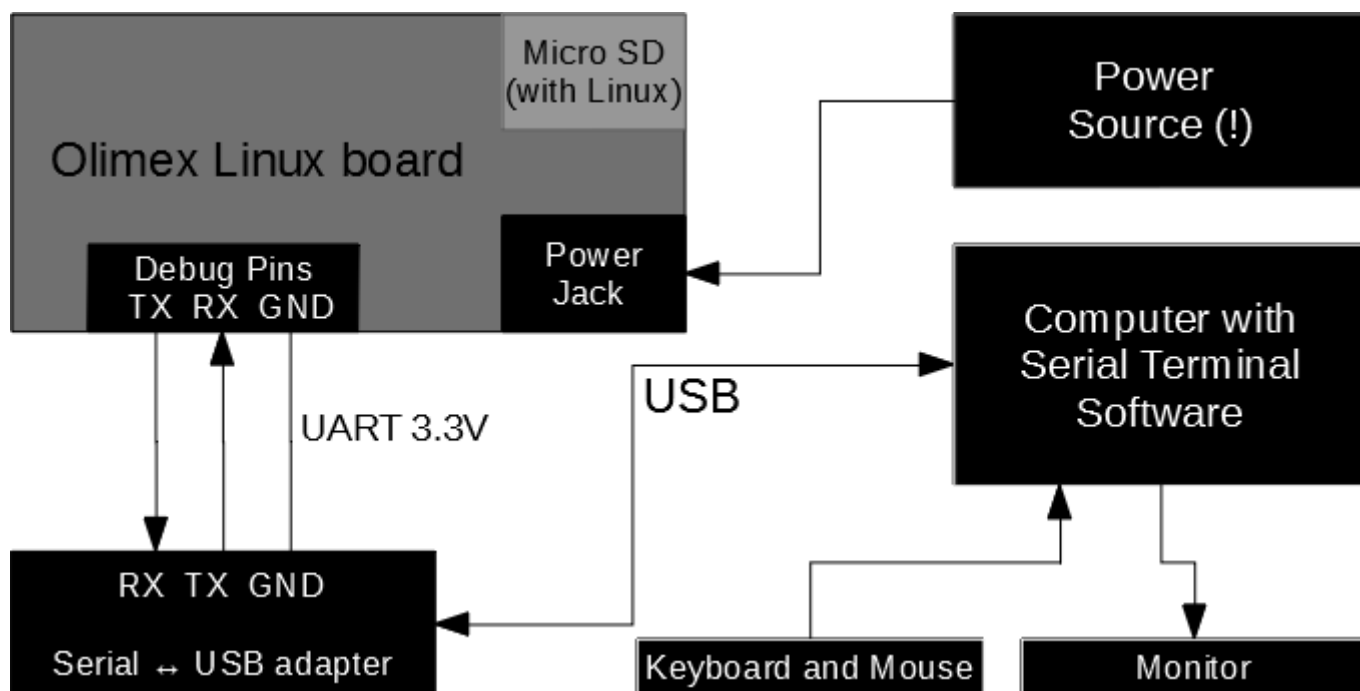 Micro SD
(with Linux)
Olimex Linux board
Power
Source (!)
Debug Pins
TX RX GND
Power
Jack
Computer with
Serial Terminal
Software
USB
UART 3.3V
RX TX GND
Serial ↔ USB adapter
Keyboard and Mouse
Monitor